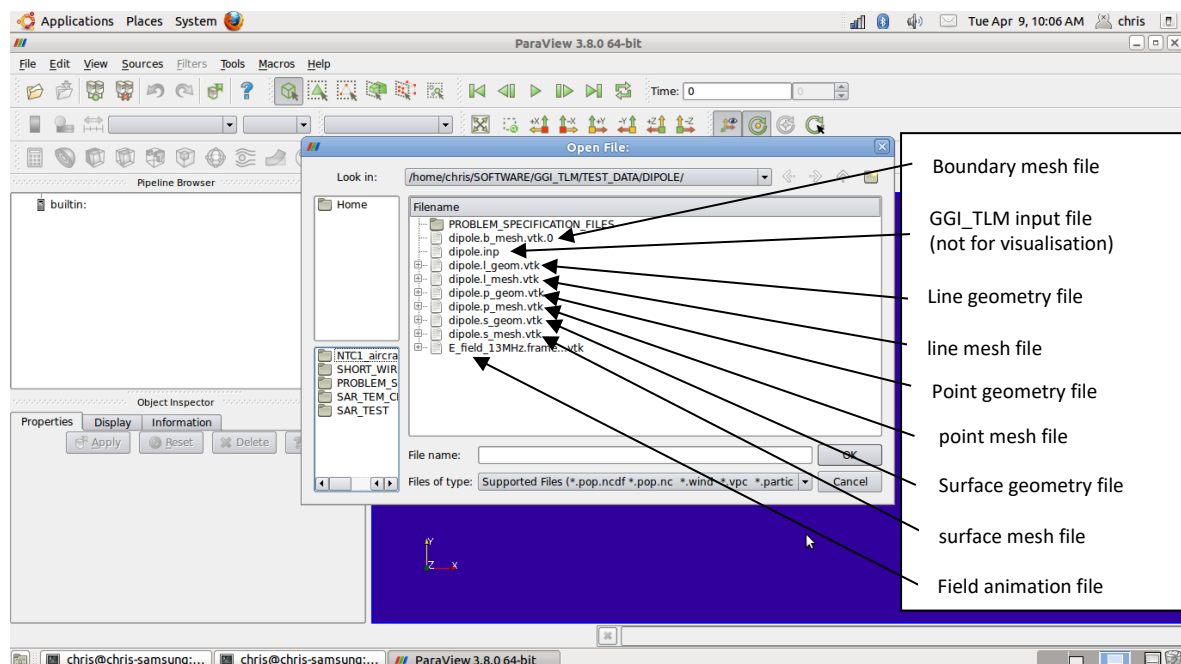 Applications Places System
Tue Apr 9, 10:06 AM chris
ParaView 3.8.0 64-bit
File Edit View Sources Filters Tools Macros Help
Time: 0 0
+X -X +Y -Y +Z -Z
Open File:
Pipeline Browser
Look in: /home/chris/SOFTWARE/GGI_TLM/TEST_DATA/DIPOLE/
builtin:
Home
Filename
PROBLEM_SPECIFICATION_FILES
dipole.b_mesh.vtk.0
dipole.inp
dipole.l_geom.vtk
dipole.l_mesh.vtk
dipole.p_geom.vtk
dipole.p_mesh.vtk
dipole.s_geom.vtk
dipole.s_mesh.vtk
E_field_13MHz.frame...vtk
NTC1_aircra
SHORT_WIR
PROBLEM_S
SAR_TEM_C
SAR_TEST
Object Inspector
Properties Display Information
Apply Reset Delete ?
File name: OK
Files of type: Supported Files (*.pop.ncdf *.pop.nc *.wind *.vpc *.partic Cancel
Boundary mesh file
GGI_TLM input file
(not for visualisation)
Line geometry file
line mesh file
Point geometry file
point mesh file
Surface geometry file
surface mesh file
Field animation file
Y
Z X
chris@chris-samsung:... chris@chris-samsung:... ParaView 3.8.0 64-bit